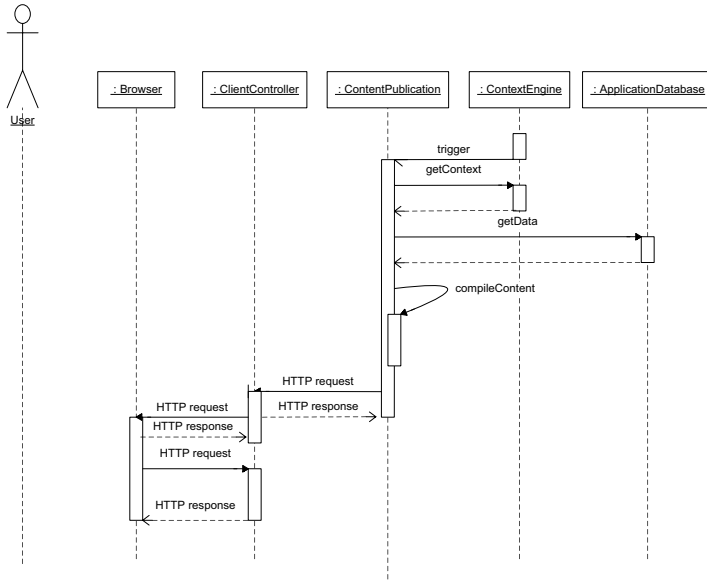 : Browser
: ClientController
: ContentPublication
: ContextEngine
: ApplicationDatabase
User
trigger
getContext
getData
compileContent
HTTP request
HTTP request
HTTP response
HTTP response
HTTP request
HTTP response